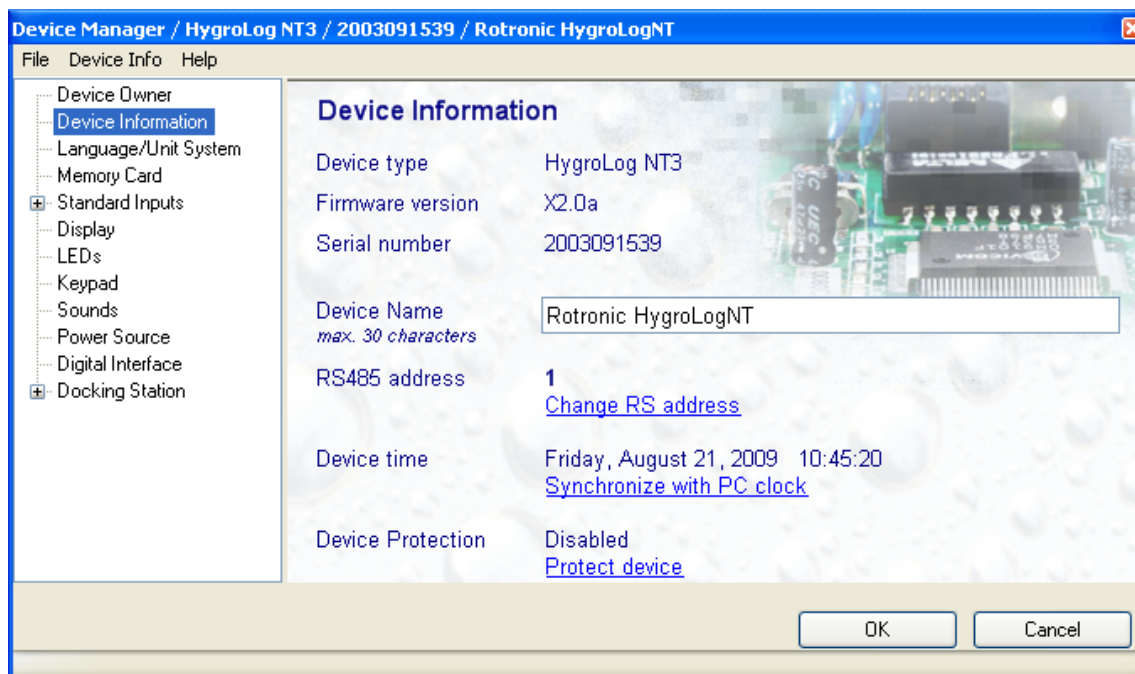 Device Manager / HygroLog NT3 / 2003091539 / Rotronic HygroLogNT
File Device Info Help
Device Owner
Device Information
Language/Unit System
Memory Card
Standard Inputs
Display
LEDs
Keypad
Sounds
Power Source
Digital Interface
Docking Station
Device Information
Device type HygroLog NT3
Firmware version X2.0a
Serial number 2003091539
Device Name Rotronic HygroLogNT
max. 30 characters
RS485 address 1
Change RS address
Device time Friday, August 21, 2009 10:45:20
Synchronize with PC clock
Device Protection Disabled
Protect device
OK Cancel